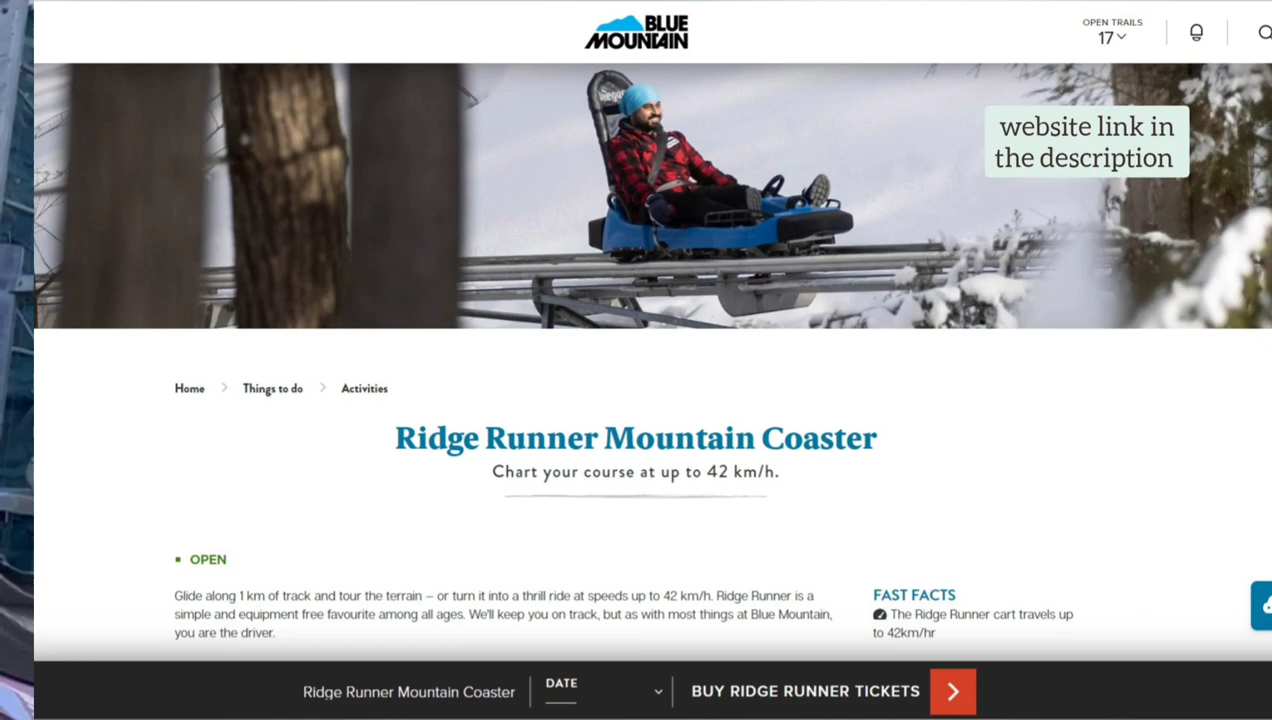 BLUE
MOUNTAIN
OPEN TRAILS
17
website link in
the description
Home
Things to do
Activities
Ridge Runner Mountain Coaster
Chart your course at up to 42 km/h.
OPEN
Glide along 1 km of track and tour the terrain – or turn it into a thrill ride at speeds up to 42 km/h. Ridge Runner is a
simple and equipment free favourite among all ages. We'll keep you on track, but as with most things at Blue Mountain,
you are the driver.
FAST FACTS
The Ridge Runner cart travels up
to 42km/hr
Ridge Runner Mountain Coaster
DATE
BUY RIDGE RUNNER TICKETS